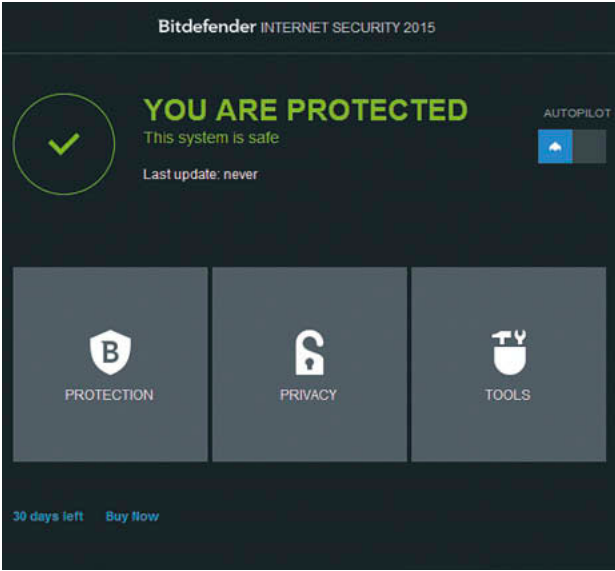 Bitdefender INTERNET SECURITY 2015
YOU ARE PROTECTED
AUTOPILOT
This system is safe
Last update: never
B
PROTECTION
PRIVACY
TOOLS
30 days left
Buy Now